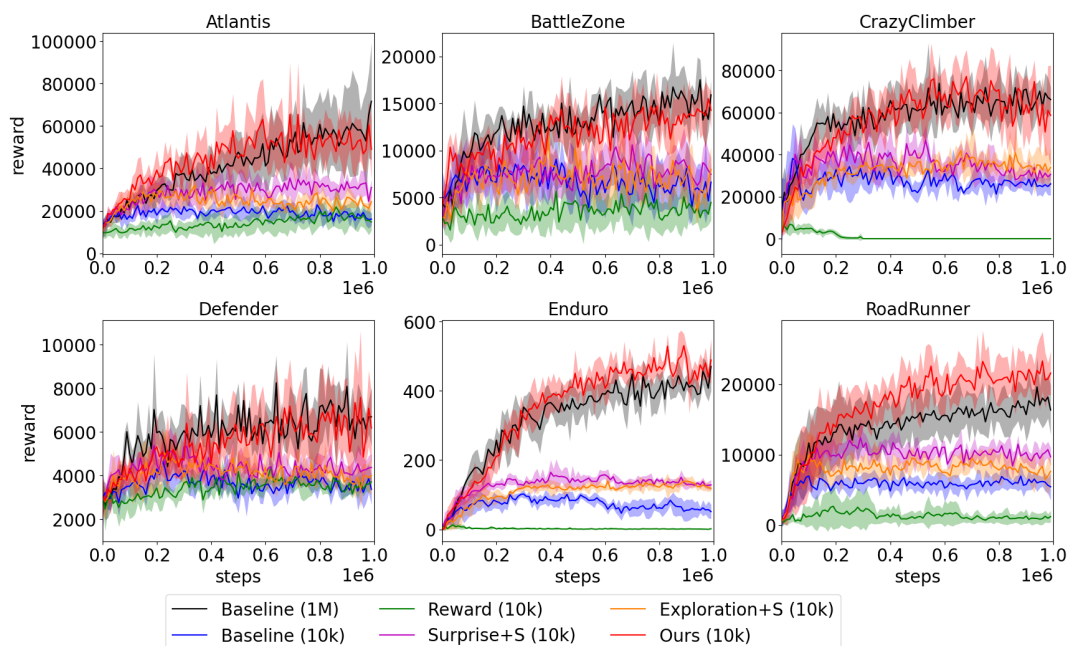 Atlantis BattleZone CrazyClimber
reward
100000
80000
60000
40000
20000
0
0.0 0.2 0.4 0.6 0.8 1.0
1e6
20000
15000
10000
5000
0
0.0 0.2 0.4 0.6 0.8 1.0
1e6
80000
60000
40000
20000
0
0.0 0.2 0.4 0.6 0.8 1.0
1e6
Defender Enduro RoadRunner
reward
10000
8000
6000
4000
2000
0.0 0.2 0.4 0.6 0.8 1.0
steps 1e6
600
400
200
0
0.0 0.2 0.4 0.6 0.8 1.0
steps 1e6
20000
10000
0
0.0 0.2 0.4 0.6 0.8 1.0
steps 1e6
Baseline (1M) Reward (10k) Exploration+S (10k)
Baseline (10k) Surprise+S (10k) Ours (10k)